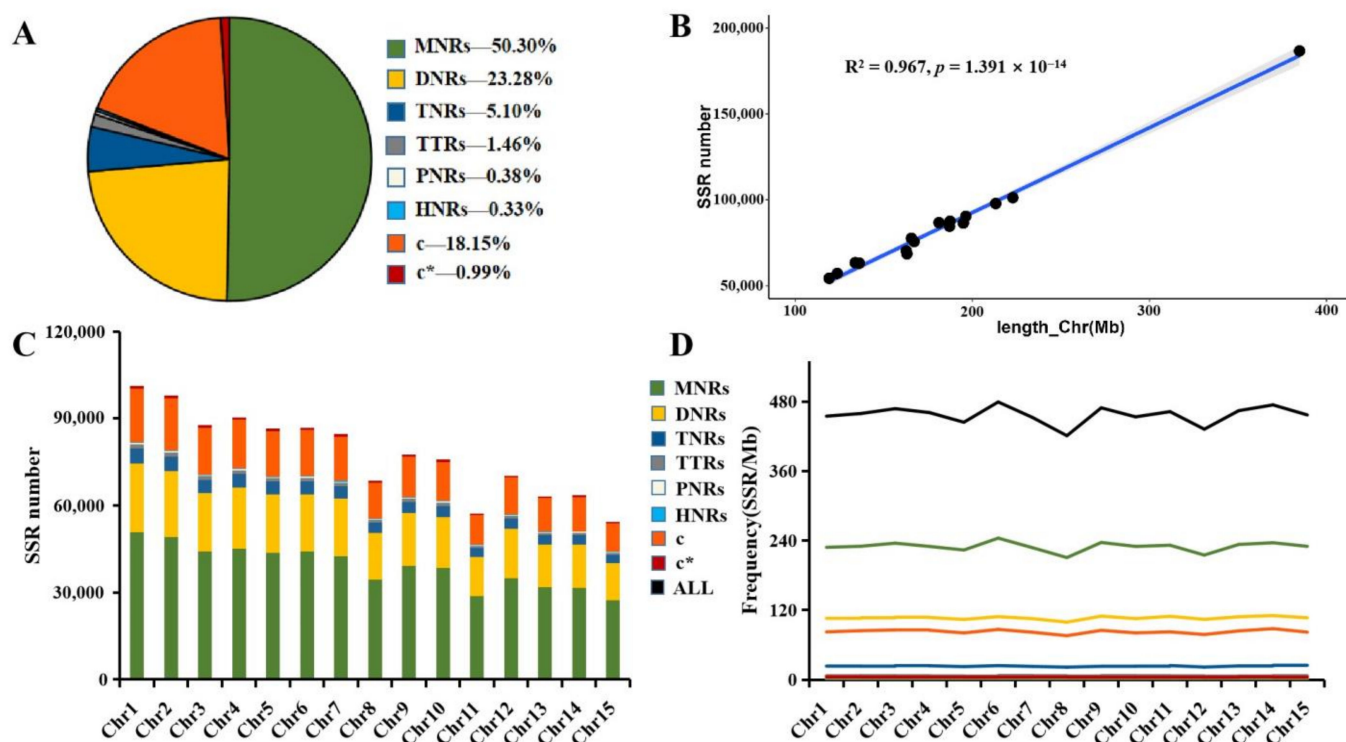 A
MNRs—50.30%
DNRs—23.28%
TNRs—5.10%
TTRs—1.46%
PNRs—0.38%
HNRs—0.33%
c—18.15%
c*—0.99%
B
R² = 0.967, p = 1.391 × 10⁻¹⁴
SSR number
200,000
150,000
100,000
50,000
100
200
300
400
length_Chr(Mb)
C
SSR number
120,000
90,000
60,000
30,000
0
Chr1
Chr2
Chr3
Chr4
Chr5
Chr6
Chr7
Chr8
Chr9
Chr10
Chr11
Chr12
Chr13
Chr14
Chr15
MNRs
DNRs
TNRs
TTRs
PNRs
HNRs
c
c*
ALL
D
Frequency(SSR/Mb)
480
360
240
120
0
Chr1
Chr2
Chr3
Chr4
Chr5
Chr6
Chr7
Chr8
Chr9
Chr10
Chr11
Chr12
Chr13
Chr14
Chr15